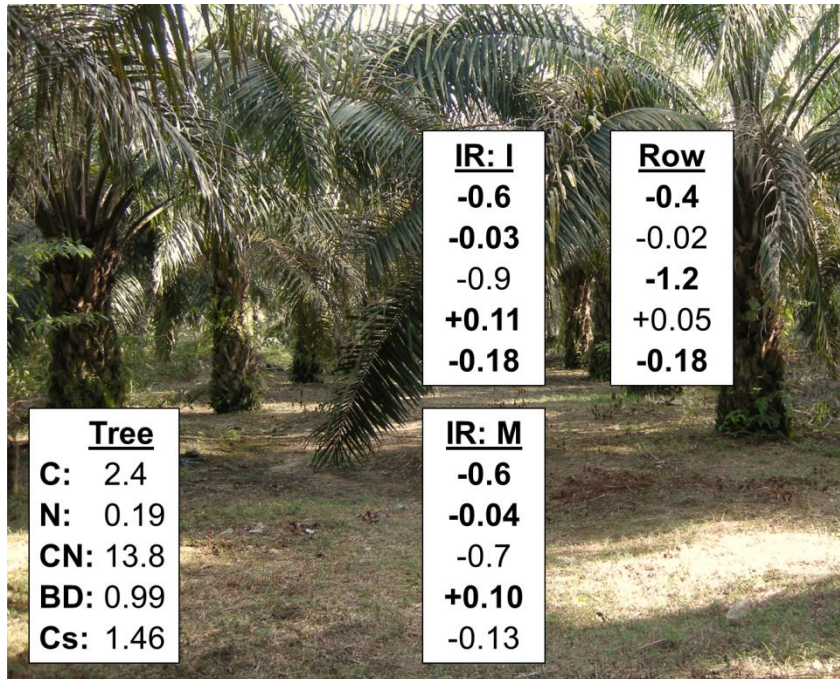 IR: I
-0.6
-0.03
-0.9
+0.11
-0.18
Row
-0.4
-0.02
-1.2
+0.05
-0.18
Tree
C: 2.4
N: 0.19
CN: 13.8
BD: 0.99
Cs: 1.46
IR: M
-0.6
-0.04
-0.7
+0.10
-0.13